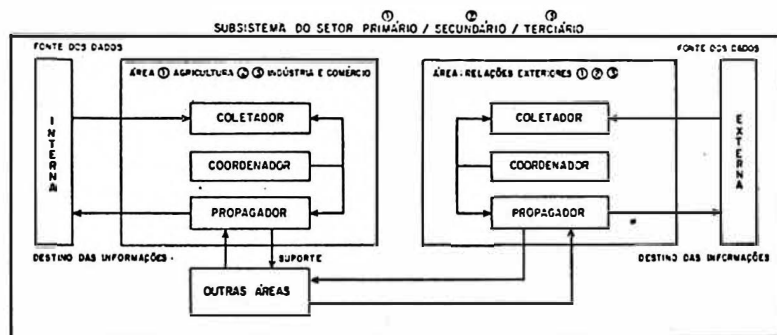 ① ② ③
SUBSISTEMA DO SETOR PRIMÁRIO / SECUNDÁRIO / TERCIÁRIO
FONTE DOS DADOS
FONTE DOS DADOS
ÁREA ① AGRICULTURA ② ③ INDÚSTRIA E COMÉRCIO
ÁREA: RELAÇÕES EXTERIORES ① ② ③
INTERNA
COLETADOR
COORDENADOR
PROPAGADOR
COLETADOR
COORDENADOR
PROPAGADOR
EXTERNA
DESTINO DAS INFORMAÇÕES
SUPORTE
DESTINO DAS INFORMAÇÕES
OUTRAS ÁREAS